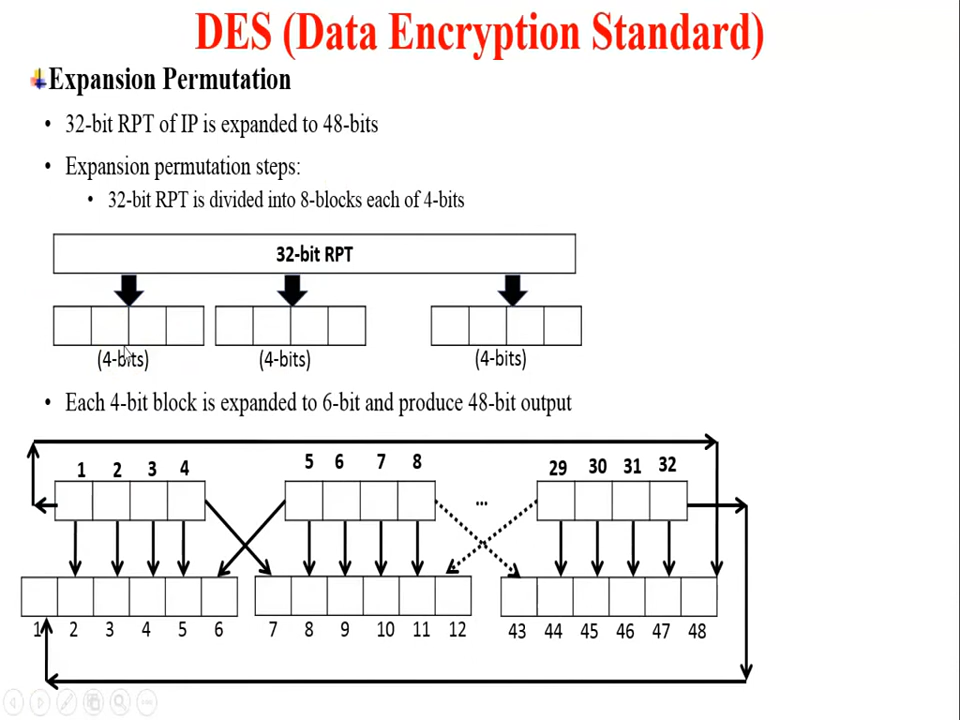 DES (Data Encryption Standard)
Expansion Permutation
• 32-bit RPT of IP is expanded to 48-bits
• Expansion permutation steps:
• 32-bit RPT is divided into 8-blocks each of 4-bits
32-bit RPT
(4-bits) (4-bits) (4-bits)
• Each 4-bit block is expanded to 6-bit and produce 48-bit output
1 2 3 4 5 6 7 8 29 30 31 32
...
1 2 3 4 5 6 7 8 9 10 11 12 43 44 45 46 47 48